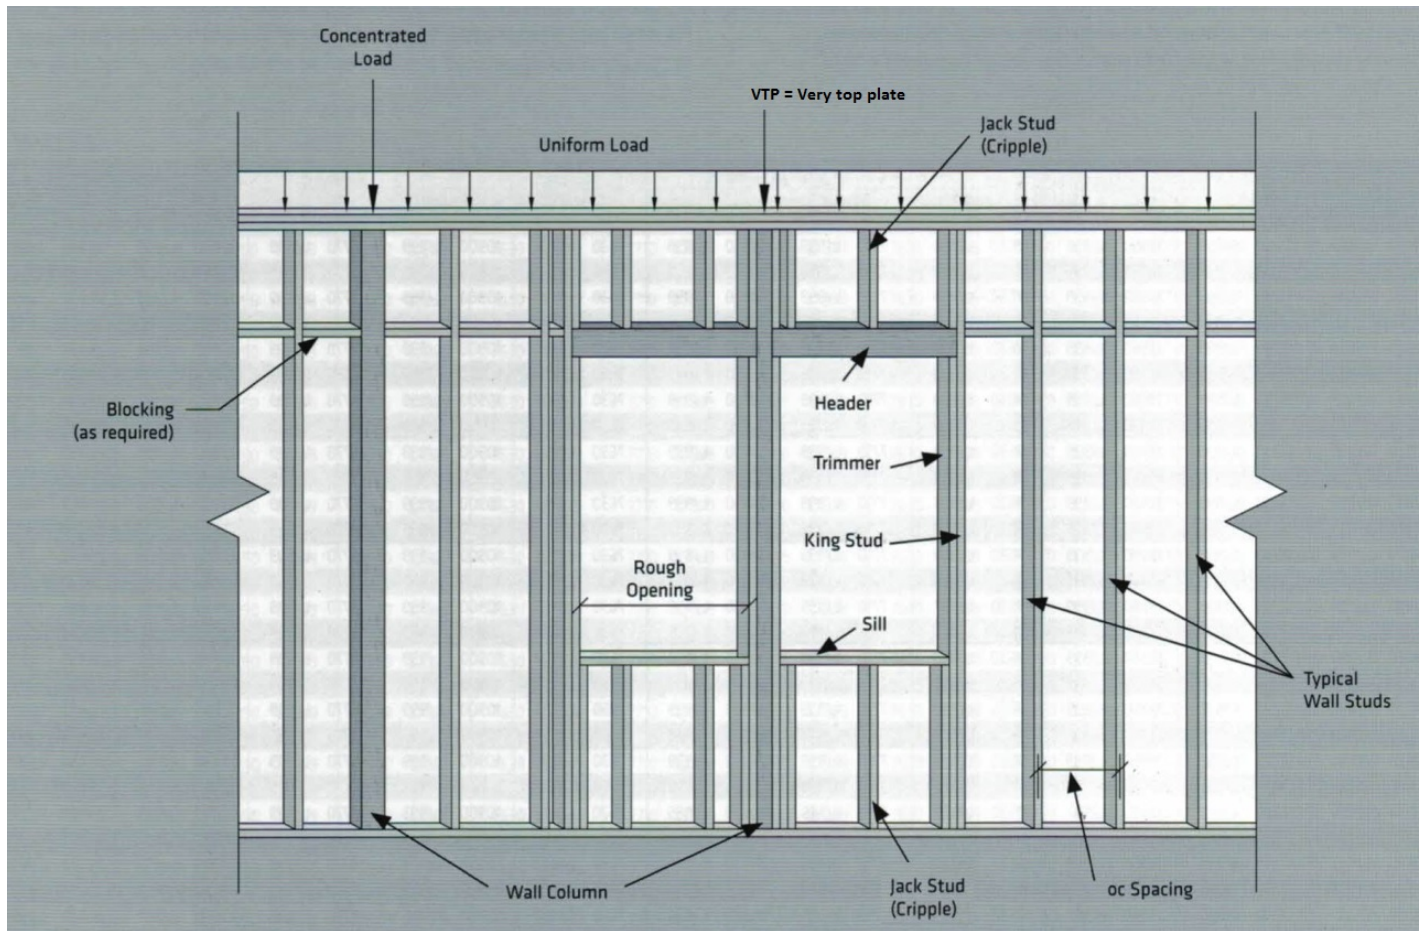 Concentrated
Load
VTP = Very top plate
Jack Stud
(Cripple)
Uniform Load
Blocking
(as required)
Header
Trimmer
King Stud
Rough
Opening
Sill
Typical
Wall Studs
Wall Column
Jack Stud
(Cripple)
oc Spacing